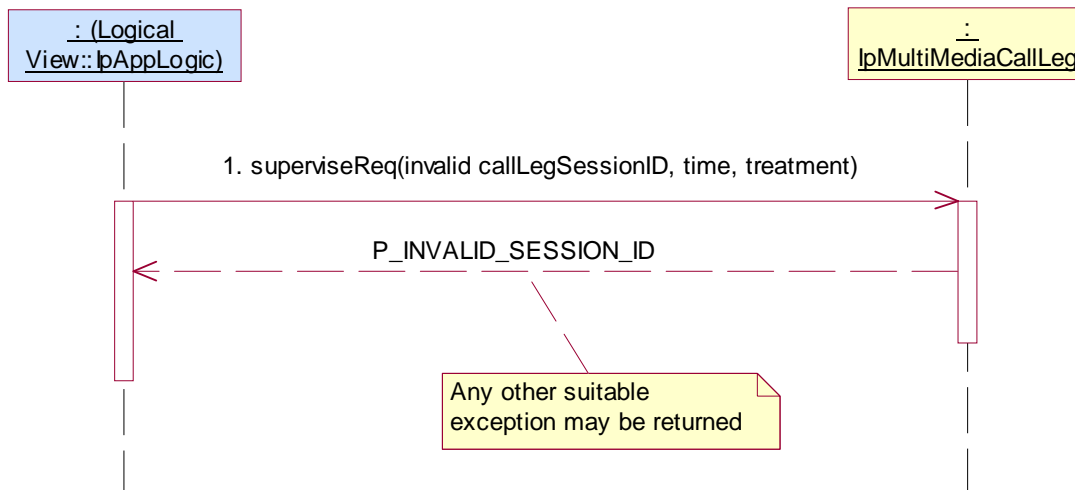 : (Logical
View::IpAppLogic)
:
IpMultiMediaCallLeg
1. superviseReq(invalid callLegSessionID, time, treatment)
P_INVALID_SESSION_ID
Any other suitable
exception may be returned